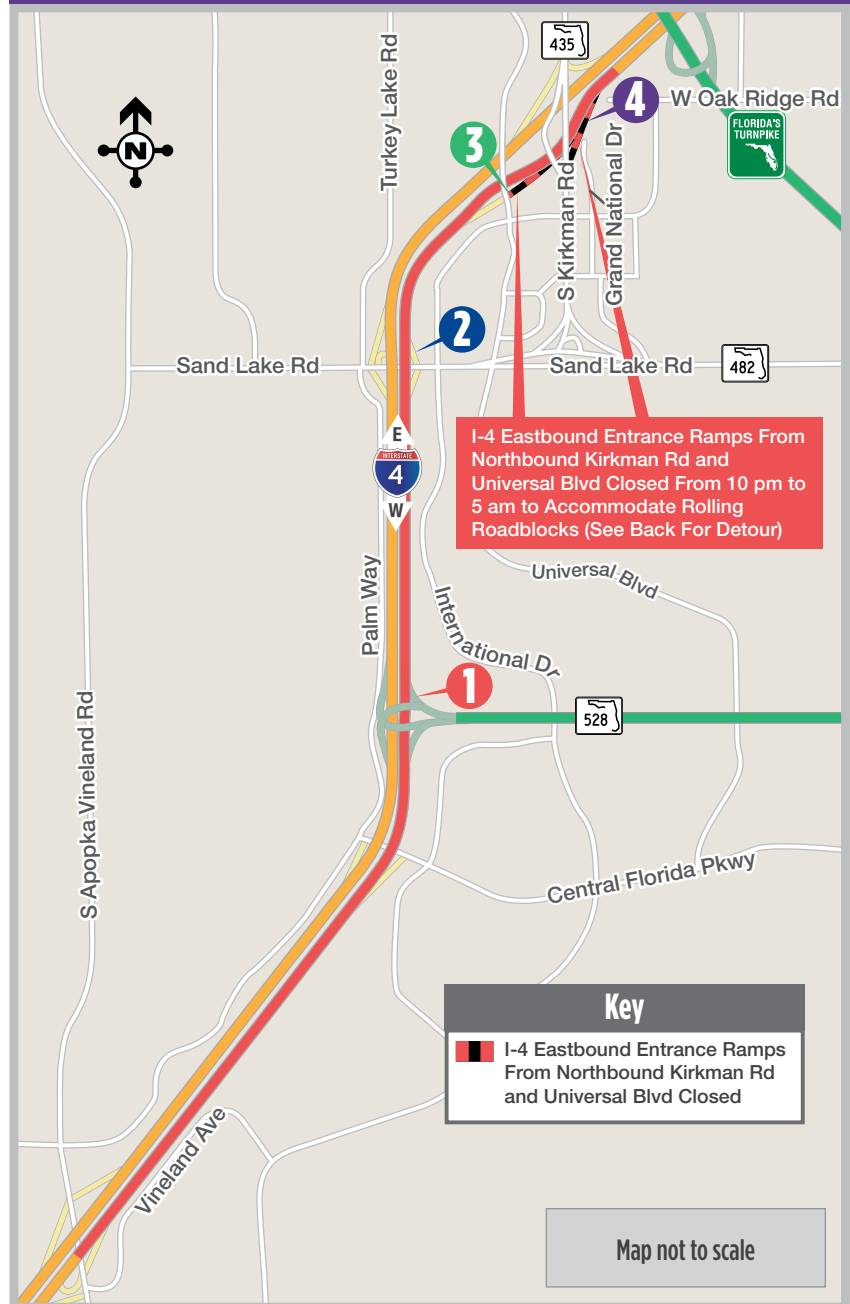 435
Turkey Lake Rd
4
W Oak Ridge Rd
FLORIDA'S
TURNPIKE
N
3
S Kirkman Rd
Grand National Dr
2
Sand Lake Rd
Sand Lake Rd
482
E
INTERSTATE
4
W
I-4 Eastbound Entrance Ramps From
Northbound Kirkman Rd and
Universal Blvd Closed From 10 pm to
5 am to Accommodate Rolling
Roadblocks (See Back For Detour)
Universal Blvd
Palm Way
International Dr
1
528
S Apopka Vineland Rd
Central Florida Pkwy
Key
I-4 Eastbound Entrance Ramps
From Northbound Kirkman Rd
and Universal Blvd Closed
Vineland Ave
Map not to scale